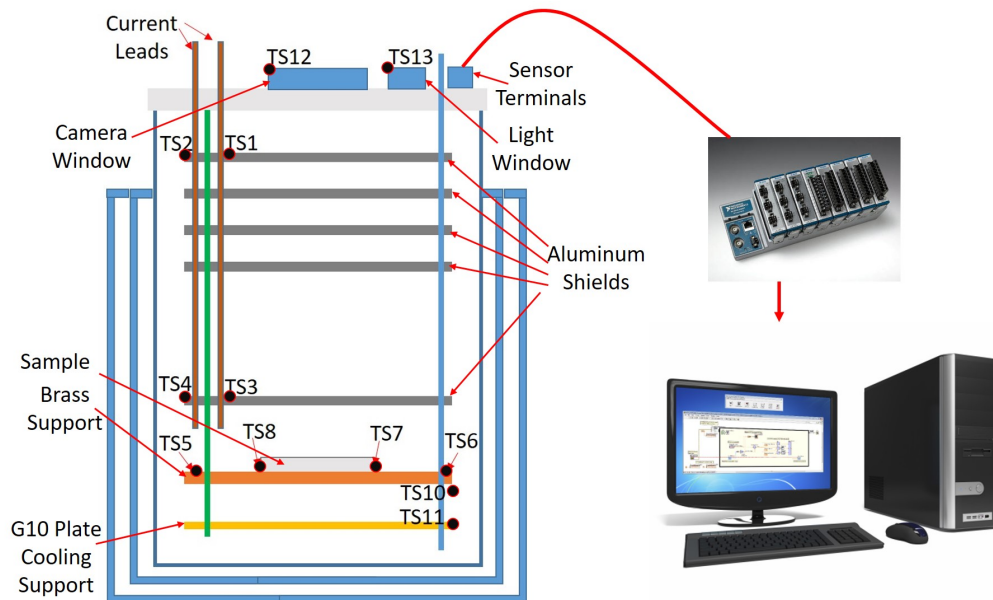 Current
Leads
TS12
TS13
Sensor
Terminals
Camera
Window
TS2
TS1
Light
Window
Aluminum
Shields
Sample
Brass
Support
TS4
TS3
TS5
TS8
TS7
TS6
TS10
TS11
G10 Plate
Cooling
Support